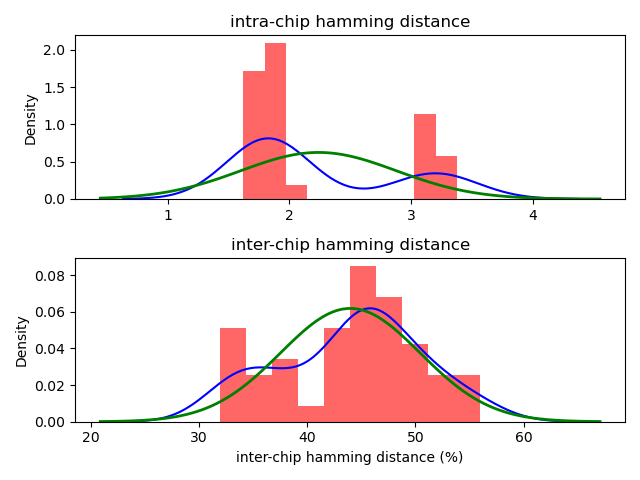 intra-chip hamming distance
2.0
1.5
1.0
0.5
0.0
Density
1 2 3 4
inter-chip hamming distance
0.08
0.06
0.04
0.02
0.00
Density
20 30 40 50 60
inter-chip hamming distance (%)